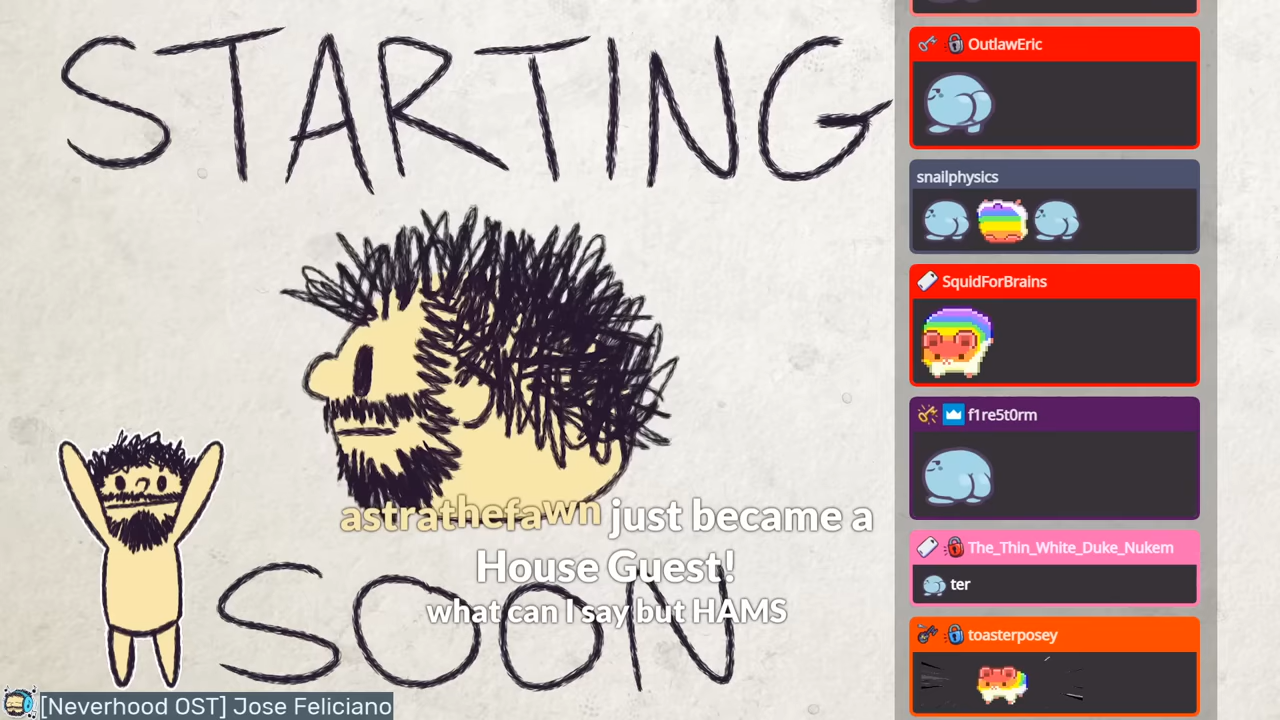 STARTING
SOON
astrathefawn just became a
House Guest!
what can I say but HAMS
[Neverhood OST] Jose Feliciano
OutlawEric
snailphysics
SquidForBrains
f1re5t0rm
The_Thin_White_Duke_Nukem
ter
toasterposey